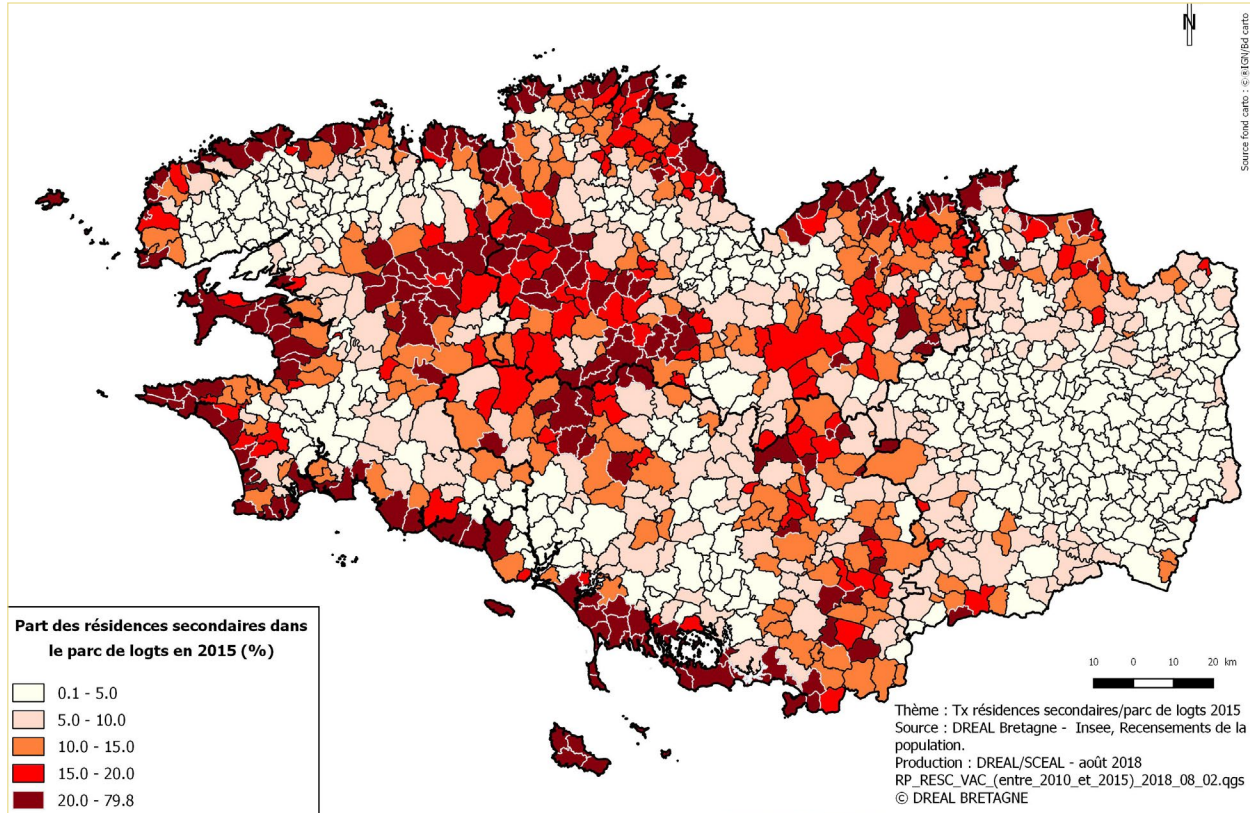 N
Source fond carto : ©®IGN/Bd carto
Part des résidences secondaires dans
le parc de logts en 2015 (%)
0.1 - 5.0
5.0 - 10.0
10.0 - 15.0
15.0 - 20.0
20.0 - 79.8
10 0 10 20 km
Thème : Tx résidences secondaires/parc de logts 2015
Source : DREAL Bretagne - Insee, Recensements de la
population.
Production : DREAL/SCEAL - août 2018
RP_RESC_VAC_(entre_2010_et_2015)_2018_08_02.qgs
© DREAL BRETAGNE